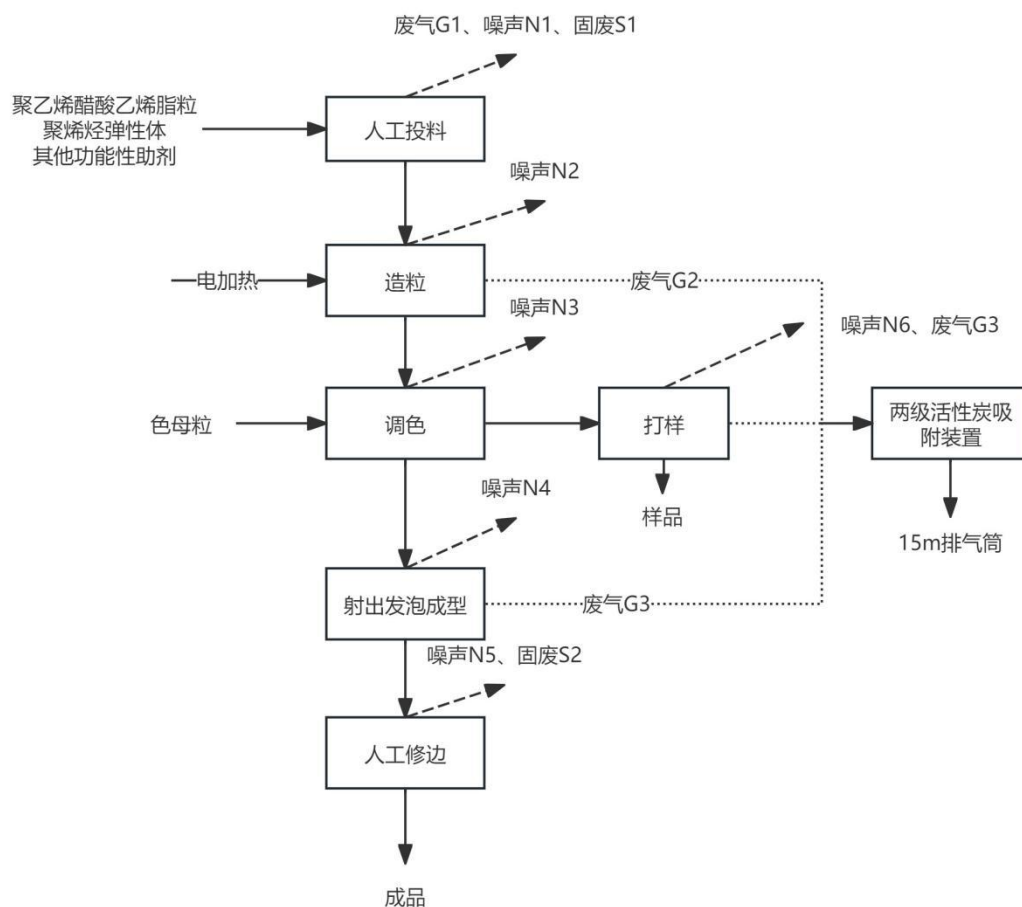 废气G1、噪声N1、固废S1
聚乙烯醋酸乙烯脂粒
聚烯烃弹性体
其他功能性助剂
人工投料
噪声N2
电加热
造粒
废气G2
噪声N3
噪声N6、废气G3
色母粒
调色
打样
两级活性炭吸
附装置
噪声N4
样品
15m排气筒
射出发泡成型
废气G3
噪声N5、固废S2
人工修边
成品